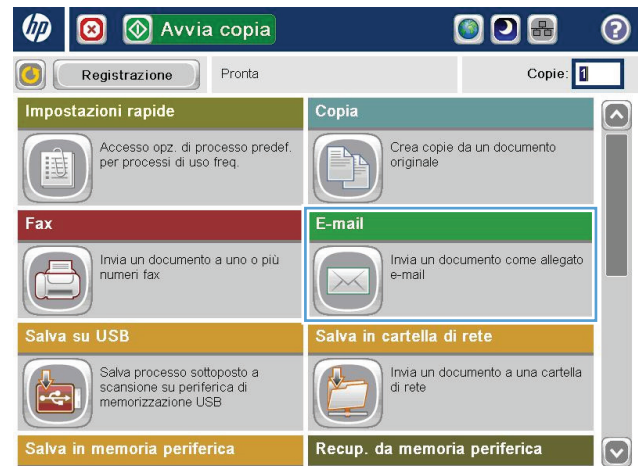 hp
Avvia copia
?
Registrazione
Pronta
Copie: 1
Impostazioni rapide
Accesso opz. di processo predef.
per processi di uso freq.
Copia
Crea copie da un documento
originale
Fax
Invia un documento a uno o più
numeri fax
E-mail
Invia un documento come allegato
e-mail
Salva su USB
Salva processo sottoposto a
scansione su periferica di
memorizzazione USB
Salva in cartella di rete
Invia un documento a una cartella
di rete
Salva in memoria periferica
Recup. da memoria periferica